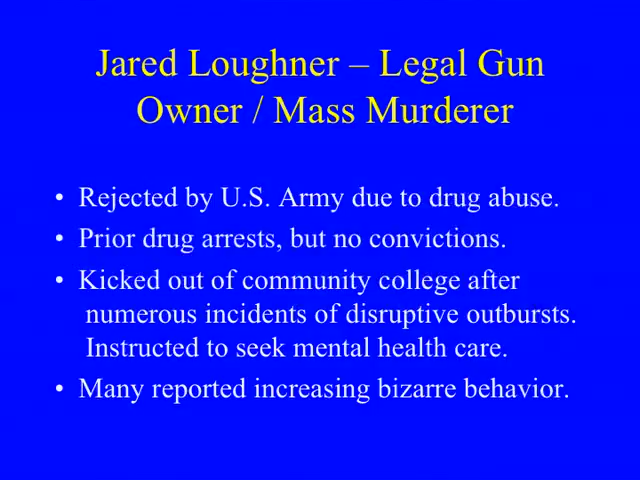 Jared Loughner – Legal Gun
Owner / Mass Murderer
• Rejected by U.S. Army due to drug abuse.
• Prior drug arrests, but no convictions.
• Kicked out of community college after
numerous incidents of disruptive outbursts.
Instructed to seek mental health care.
• Many reported increasing bizarre behavior.